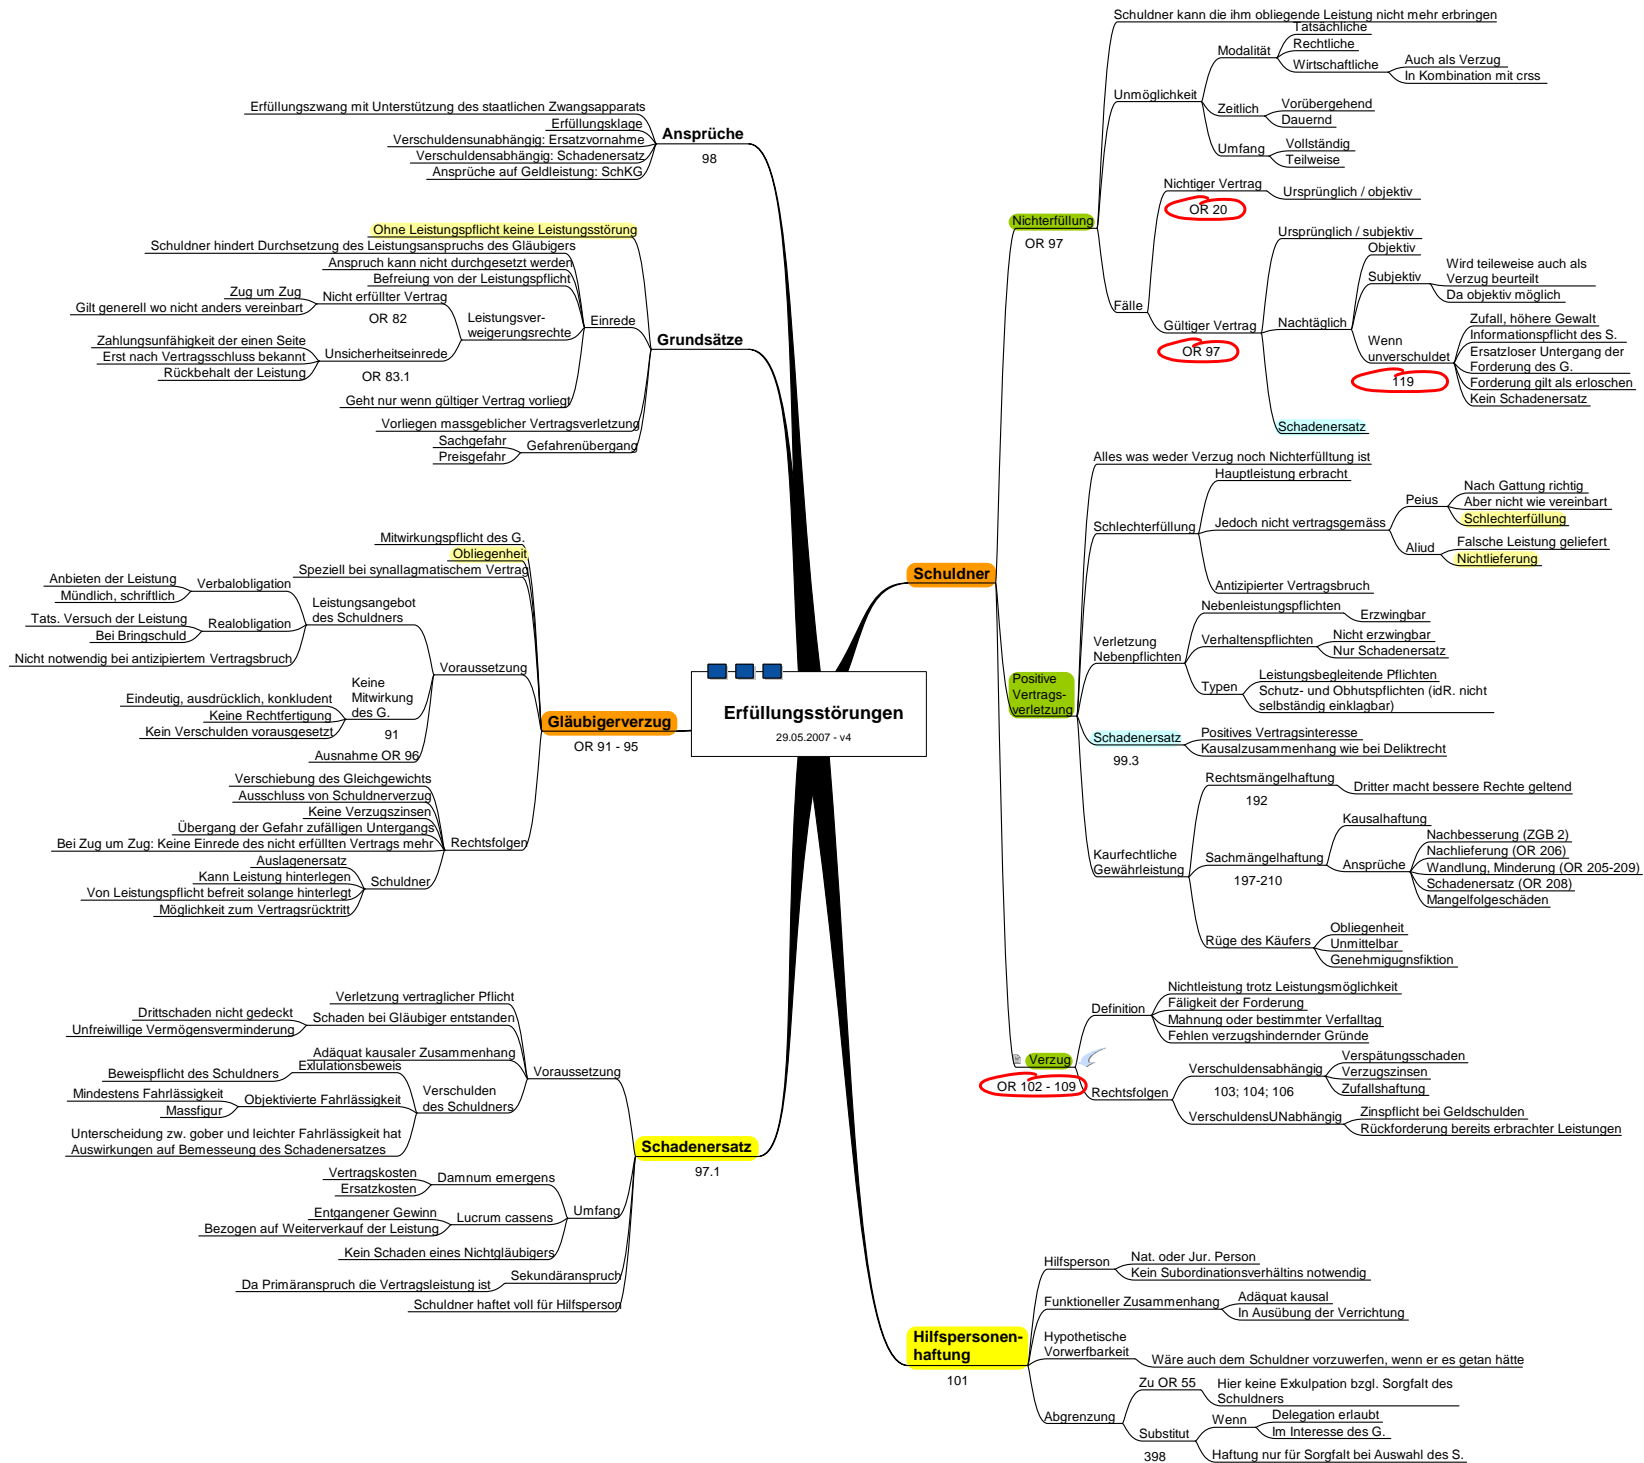 Erfüllungsstörungen
29.05.2007 - v4
Ansprüche
98
Erfüllungszwang mit Unterstützung des staatlichen Zwangsapparats
Erfüllungsklage
Verschuldensunabhängig: Ersatzvornahme
Verschuldensabhängig: Schadenersatz
Ansprüche auf Geldleistung: SchKG
Grundsätze
Ohne Leistungspflicht keine Leistungsstörung
Einrede
Schuldner hindert Durchsetzung des Leistungsanspruchs des Gläubigers
Anspruch kann nicht durchgesetzt werden
Befreiung von der Leistungspflicht
Leistungsver-
weigerungsrechte
Nicht erfüllter Vertrag
OR 82
Zug um Zug
Gilt generell wo nicht anders vereinbart
Unsicherheitseinrede
OR 83.1
Zahlungsunfähigkeit der einen Seite
Erst nach Vertragsschluss bekannt
Rückbehalt der Leistung
Geht nur wenn gültiger Vertrag vorliegt
Vorliegen massgeblicher Vertragsverletzung
Gefahrenübergang
Sachgefahr
Preisgefahr
Gläubigerverzug
OR 91 - 95
Mitwirkungspflicht des G.
Obliegenheit
Speziell bei synallagmatischem Vertrag
Voraussetzung
Leistungsangebot
des Schuldners
Verbalobligation
Anbieten der Leistung
Mündlich, schriftlich
Realobligation
Tats. Versuch der Leistung
Bei Bringschuld
Nicht notwendig bei antizipiertem Vertragsbruch
Keine
Mitwirkung
des G.
91
Eindeutig, ausdrücklich, konkludent
Keine Rechtfertigung
Kein Verschulden vorausgesetzt
Ausnahme OR 96
Rechtsfolgen
Verschiebung des Gleichgewichts
Ausschluss von Schuldnerverzug
Keine Verzugszinsen
Übergang der Gefahr zufälligen Untergangs
Bei Zug um Zug: Keine Einrede des nicht erfüllten Vertrags mehr
Schuldner
Auslagenersatz
Kann Leistung hinterlegen
Von Leistungspflicht befreit solange hinterlegt
Möglichkeit zum Vertragsrücktritt
Schadenersatz
97.1
Voraussetzung
Verletzung vertraglicher Pflicht
Schaden bei Gläubiger entstanden
Drittschaden nicht gedeckt
Unfreiwillige Vermögensverminderung
Adäquat kausaler Zusammenhang
Verschulden
des Schuldners
Exlulationsbeweis
Beweispflicht des Schuldners
Objektivierte Fahrlässigkeit
Mindestens Fahrlässigkeit
Massfigur
Unterscheidung zw. gober und leichter Fahrlässigkeit hat
Auswirkungen auf Bemesseung des Schadenersatzes
Umfang
Damnum emergens
Vertragskosten
Ersatzkosten
Lucrum cassens
Entgangener Gewinn
Bezogen auf Weiterverkauf der Leistung
Kein Schaden eines Nichtgläubigers
Sekundäranspruch
Da Primäranspruch die Vertragsleistung ist
Schuldner haftet voll für Hilfsperson
Schuldner
Nichterfüllung
OR 97
Schuldner kann die ihm obliegende Leistung nicht mehr erbringen
Unmöglichkeit
Modalität
Tatsächliche
Rechtliche
Wirtschaftliche
Auch als Verzug
In Kombination mit crss
Zeitlich
Vorübergehend
Dauernd
Umfang
Vollständig
Teilweise
Fälle
Nichtiger Vertrag
OR 20
Ursprünglich / objektiv
Gültiger Vertrag
OR 97
Ursprünglich / subjektiv
Nachtäglich
Objektiv
Subjektiv
Wird teileweise auch als
Verzug beurteilt
Da objektiv möglich
Wenn
unverschuldet
119
Zufall, höhere Gewalt
Informationspflicht des S.
Ersatzloser Untergang der
Forderung des G.
Forderung gilt als erloschen
Kein Schadenersatz
Schadenersatz
Positive
Vertrags-
verletzung
Alles was weder Verzug noch Nichterfülltung ist
Schlechterfüllung
Hauptleistung erbracht
Jedoch nicht vertragsgemäss
Peius
Nach Gattung richtig
Aber nicht wie vereinbart
Schlechterfüllung
Aliud
Falsche Leistung geliefert
Nichtlieferung
Antizipierter Vertragsbruch
Verletzung
Nebenpflichten
Nebenleistungspflichten
Erzwingbar
Verhaltenspflichten
Nicht erzwingbar
Nur Schadenersatz
Typen
Leistungsbegleitende Pflichten
Schutz- und Obhutspflichten (idR. nicht
selbständig einklagbar)
Schadenersatz
99.3
Positives Vertragsinteresse
Kausalzusammenhang wie bei Deliktrecht
Kaurfechtliche
Gewährleistung
Rechtsmängelhaftung
192
Dritter macht bessere Rechte geltend
Sachmängelhaftung
197-210
Kausalhaftung
Ansprüche
Nachbesserung (ZGB 2)
Nachlieferung (OR 206)
Wandlung, Minderung (OR 205-209)
Schadenersatz (OR 208)
Mangelfolgeschäden
Rüge des Käufers
Obliegenheit
Unmittelbar
Genehmigugnsfiktion
Verzug
OR 102 - 109
Definition
Nichtleistung trotz Leistungsmöglichkeit
Fäligkeit der Forderung
Mahnung oder bestimmter Verfalltag
Fehlen verzugshindernder Gründe
Rechtsfolgen
Verschuldensabhängig
103; 104; 106
Verspätungsschaden
Verzugszinsen
Zufallshaftung
VerschuldensUNabhängig
Zinspflicht bei Geldschulden
Rückforderung bereits erbrachter Leistungen
Hilfspersonen-
haftung
101
Hilfsperson
Nat. oder Jur. Person
Kein Subordinationsverhältins notwendig
Funktioneller Zusammenhang
Adäquat kausal
In Ausübung der Verrichtung
Hypothetische
Vorwerfbarkeit
Wäre auch dem Schuldner vorzuwerfen, wenn er es getan hätte
Abgrenzung
Zu OR 55
Hier keine Exkulpation bzgl. Sorgfalt des
Schuldners
Substitut
398
Wenn
Delegation erlaubt
Im Interesse des G.
Haftung nur für Sorgfalt bei Auswahl des S.